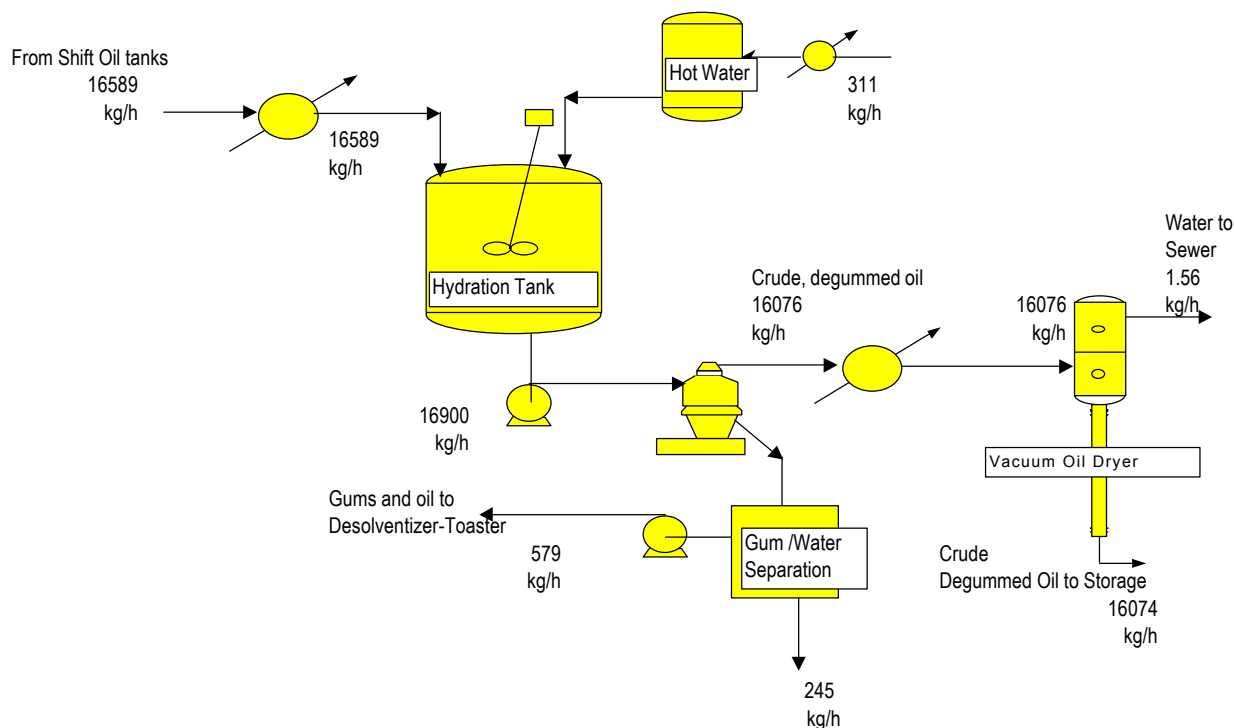 From Shift Oil tanks
16589
kg/h
16589
kg/h
Hot Water
311
kg/h
Hydration Tank
16900
kg/h
Crude, degummed oil
16076
kg/h
16076
kg/h
Water to
Sewer
1.56
kg/h
Vacuum Oil Dryer
Gums and oil to
Desolventizer-Toaster
579
kg/h
Gum /Water
Separation
245
kg/h
Crude
Degummed Oil to Storage
16074
kg/h